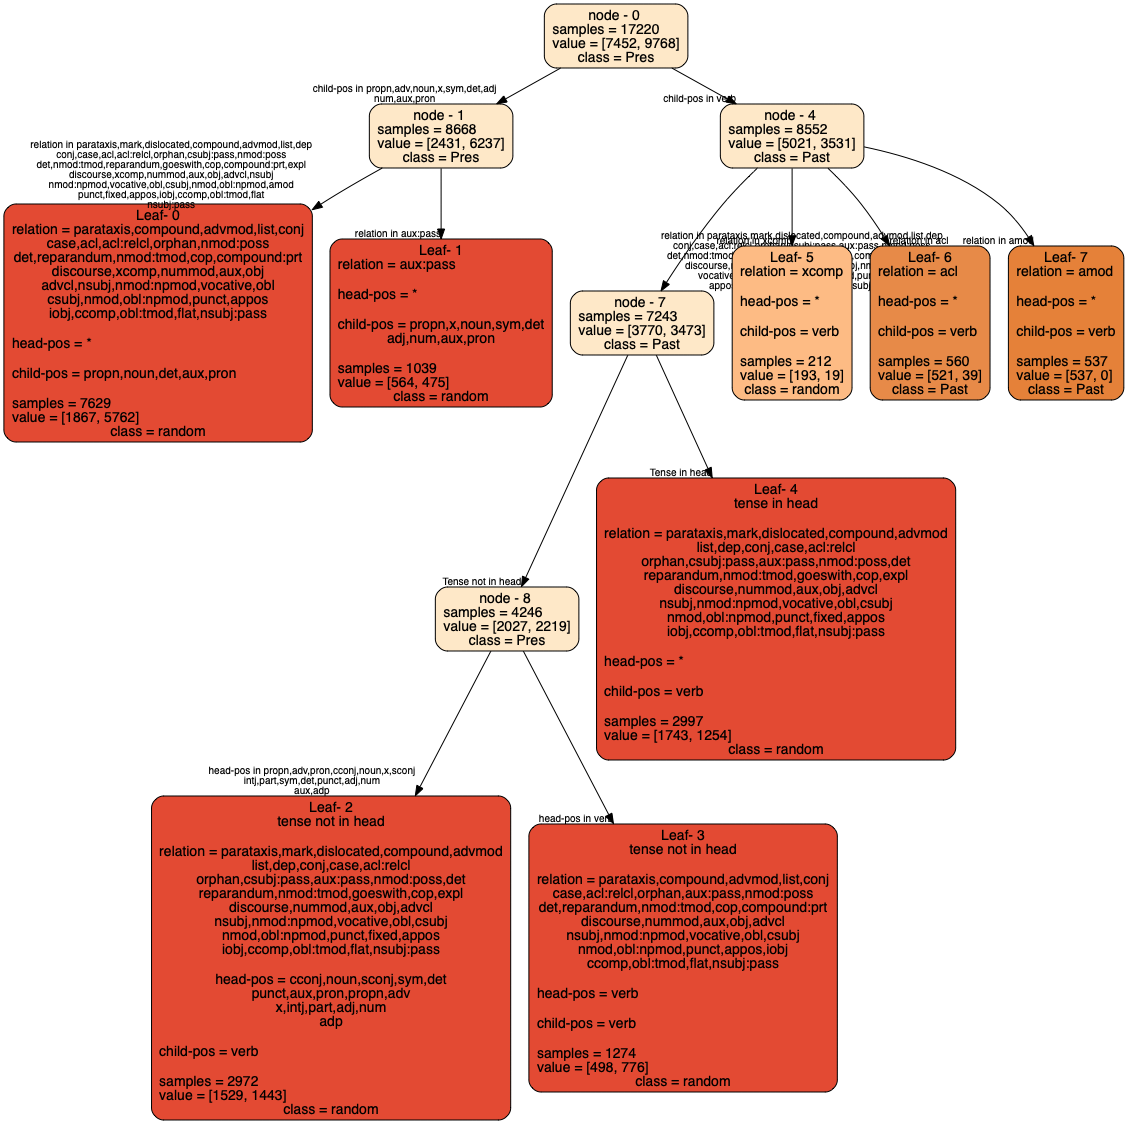 node - 0
samples = 17220
value = [7452, 9768]
class = Pres
child-pos in propn,adv,noun,x,sym,det,adj
num,aux,pron
child-pos in verb
node - 1
samples = 8668
value = [2431, 6237]
class = Pres
node - 4
samples = 8552
value = [5021, 3531]
class = Past
relation in parataxis,mark,dislocated,compound,advmod,list,dep
conj,case,acl,acl:relcl,orphan,csubj:pass,nmod:poss
det,nmod:tmod,reparandum,goeswith,cop,compound:prt,expl
discourse,xcomp,nummod,aux,obj,advcl,nsubj
nmod:npmod,vocative,obl,csubj,nmod,obl:npmod,amod
punct,fixed,appos,iobj,ccomp,obl:tmod,flat
nsubj:pass
Leaf- 0
relation = parataxis,compound,advmod,list,conj
case,acl,acl:relcl,orphan,nmod:poss
det,reparandum,nmod:tmod,cop,compound:prt
discourse,xcomp,nummod,aux,obj
advcl,nsubj,nmod:npmod,vocative,obl
csubj,nmod,obl:npmod,punct,appos
iobj,ccomp,obl:tmod,flat,nsubj:pass
head-pos = *
child-pos = propn,noun,det,aux,pron
samples = 7629
value = [1867, 5762]
class = random
relation in aux:pass
Leaf- 1
relation = aux:pass
head-pos = *
child-pos = propn,x,noun,sym,det
adj,num,aux,pron
samples = 1039
value = [564, 475]
class = random
relation in parataxis,mark,dislocated,compound,advmod,list,dep
node - 7
samples = 7243
value = [3770, 3473]
class = Past
relation in xcomp
Leaf- 5
relation = xcomp
head-pos = *
child-pos = verb
samples = 212
value = [193, 19]
class = random
relation in acl
Leaf- 6
relation = acl
head-pos = *
child-pos = verb
samples = 560
value = [521, 39]
class = Past
relation in amod
Leaf- 7
relation = amod
head-pos = *
child-pos = verb
samples = 537
value = [537, 0]
class = Past
Tense in head
Leaf- 4
tense in head
relation = parataxis,mark,dislocated,compound,advmod
list,dep,conj,case,acl:relcl
orphan,csubj:pass,aux:pass,nmod:poss,det
reparandum,nmod:tmod,goeswith,cop,expl
discourse,nummod,aux,obj,advcl
nsubj,nmod:npmod,vocative,obl,csubj
nmod,obl:npmod,punct,fixed,appos
iobj,ccomp,obl:tmod,flat,nsubj:pass
head-pos = *
child-pos = verb
samples = 2997
value = [1743, 1254]
class = random
Tense not in head
node - 8
samples = 4246
value = [2027, 2219]
class = Pres
head-pos in propn,adv,pron,cconj,noun,x,sconj
intj,part,sym,det,punct,adj,num
aux,adp
Leaf- 2
tense not in head
relation = parataxis,mark,dislocated,compound,advmod
list,dep,conj,case,acl:relcl
orphan,csubj:pass,aux:pass,nmod:poss,det
reparandum,nmod:tmod,goeswith,cop,expl
discourse,nummod,aux,obj,advcl
nsubj,nmod:npmod,vocative,obl,csubj
nmod,obl:npmod,punct,fixed,appos
iobj,ccomp,obl:tmod,flat,nsubj:pass
head-pos = cconj,noun,sconj,sym,det
punct,aux,pron,propn,adv
x,intj,part,adj,num
adp
child-pos = verb
samples = 2972
value = [1529, 1443]
class = random
head-pos in verb
Leaf- 3
tense not in head
relation = parataxis,compound,advmod,list,conj
case,acl:relcl,orphan,aux:pass,nmod:poss
det,reparandum,nmod:tmod,cop,compound:prt
discourse,nummod,aux,obj,advcl
nsubj,nmod:npmod,vocative,obl,csubj
nmod,obl:npmod,punct,appos,iobj
ccomp,obl:tmod,flat,nsubj:pass
head-pos = verb
child-pos = verb
samples = 1274
value = [498, 776]
class = random